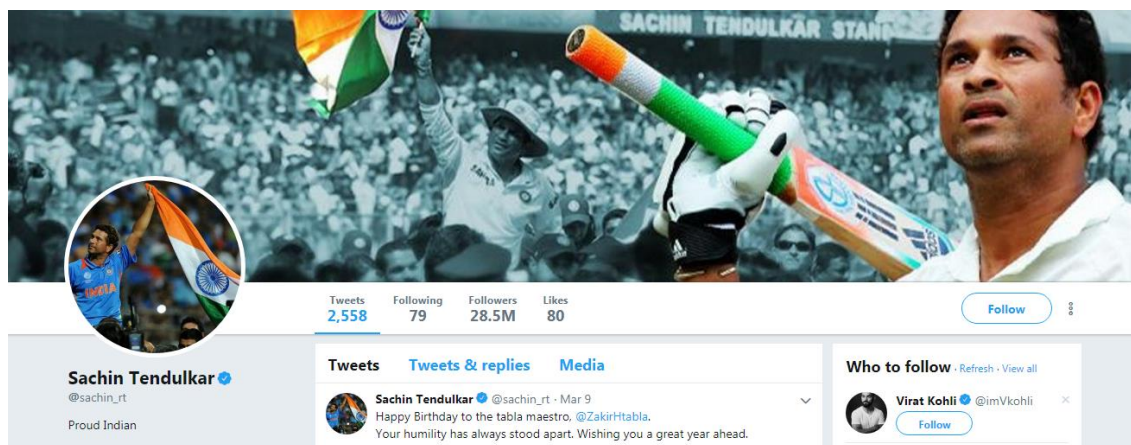 SACHIN TENDULKAR STAND
INDIA
adidas
Tweets Following Followers Likes
2,558 79 28.5M 80
Follow
Sachin Tendulkar
@sachin_rt
Proud Indian
Tweets Tweets & replies Media
Sachin Tendulkar @sachin_rt · Mar 9
Happy Birthday to the tabla maestro, @ZakirHtabla.
Your humility has always stood apart. Wishing you a great year ahead.
Who to follow · Refresh · View all
Virat Kohli @imVkohli ×
Follow